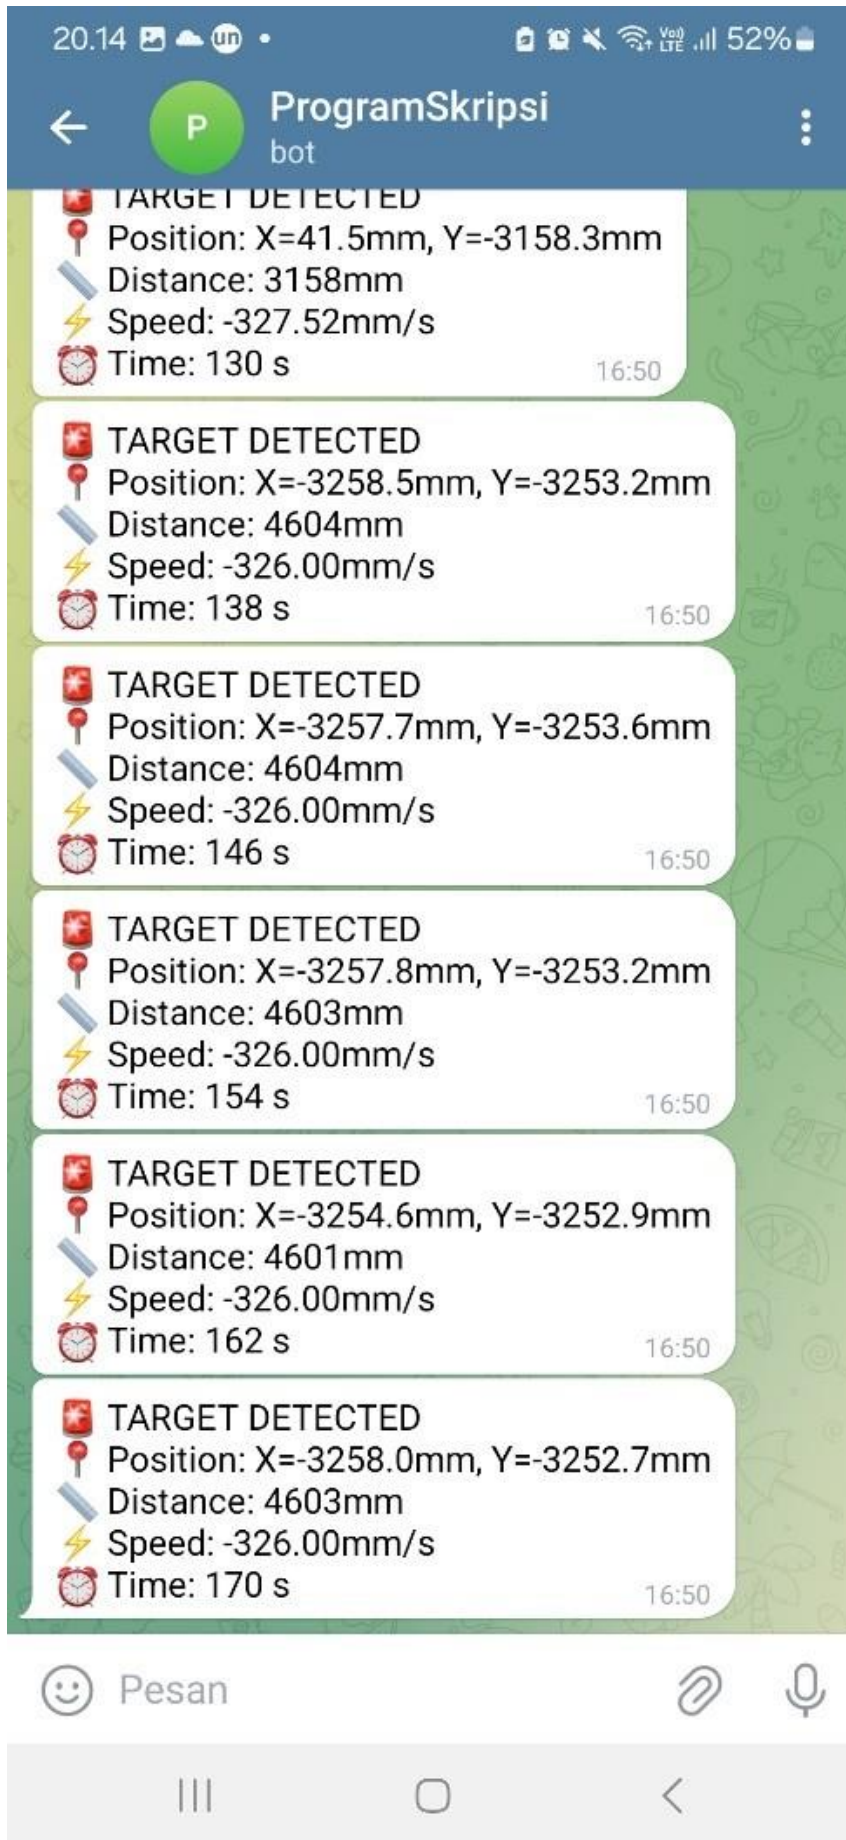 20.14 un 52%
Vo) LTE
P
ProgramSkripsi
bot
TARGET DETECTED
Position: X=41.5mm, Y=-3158.3mm
Distance: 3158mm
Speed: -327.52mm/s
Time: 130 s 16:50
TARGET DETECTED
Position: X=-3258.5mm, Y=-3253.2mm
Distance: 4604mm
Speed: -326.00mm/s
Time: 138 s 16:50
TARGET DETECTED
Position: X=-3257.7mm, Y=-3253.6mm
Distance: 4604mm
Speed: -326.00mm/s
Time: 146 s 16:50
TARGET DETECTED
Position: X=-3257.8mm, Y=-3253.2mm
Distance: 4603mm
Speed: -326.00mm/s
Time: 154 s 16:50
TARGET DETECTED
Position: X=-3254.6mm, Y=-3252.9mm
Distance: 4601mm
Speed: -326.00mm/s
Time: 162 s 16:50
TARGET DETECTED
Position: X=-3258.0mm, Y=-3252.7mm
Distance: 4603mm
Speed: -326.00mm/s
Time: 170 s 16:50
Pesan